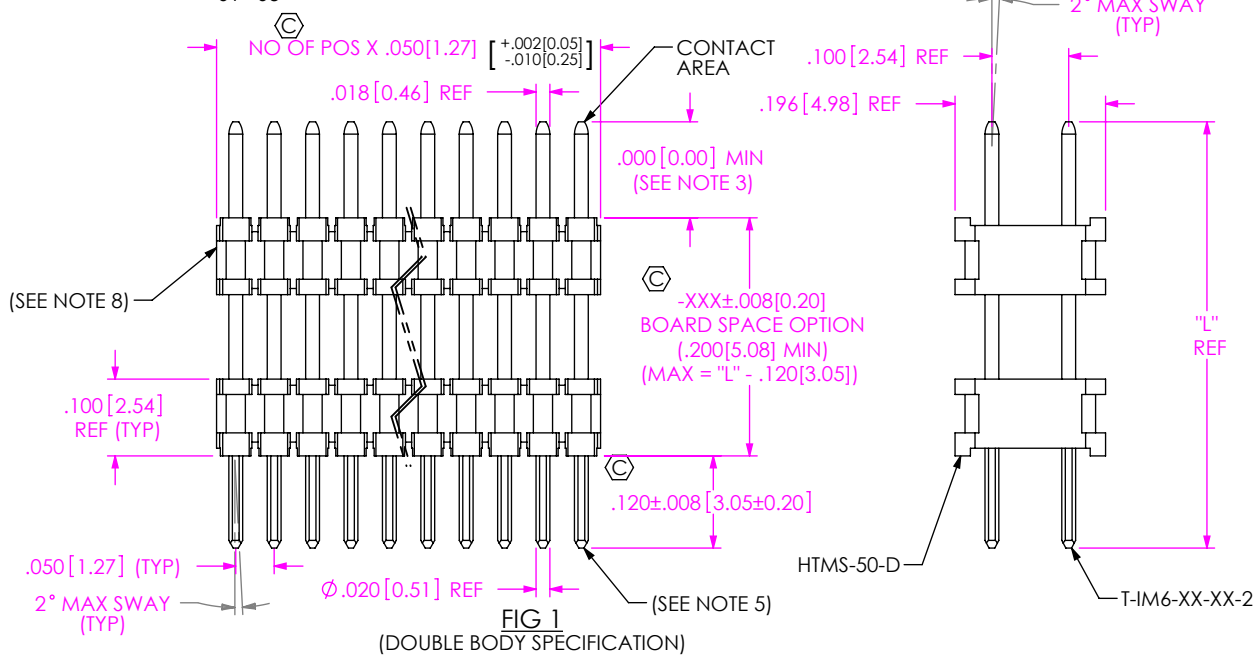 C
NO OF POS X .050[1.27] [ +.002[0.05]
-.010[0.25] ]
CONTACT
AREA
.018[0.46] REF
.000[0.00] MIN
(SEE NOTE 3)
(SEE NOTE 8)
C
-XXX±.008[0.20]
BOARD SPACE OPTION
(.200[5.08] MIN)
(MAX = "L" - .120[3.05])
.100[2.54]
REF (TYP)
C
.120±.008[3.05±0.20]
.050[1.27] (TYP)
2° MAX SWAY
(TYP)
Ø.020[0.51] REF
(SEE NOTE 5)
FIG 1
(DOUBLE BODY SPECIFICATION)
2° MAX SWAY
(TYP)
.100[2.54] REF
.196[4.98] REF
"L"
REF
HTMS-50-D
T-IM6-XX-XX-2